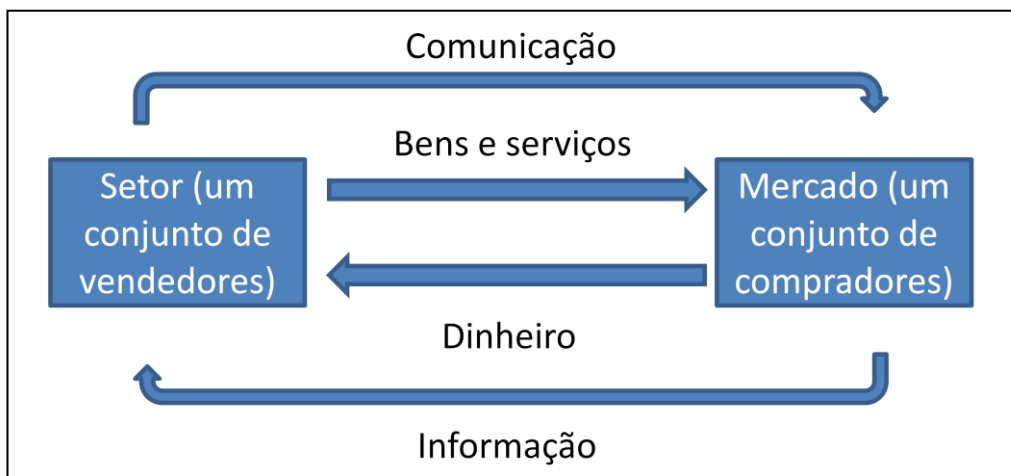 Comunicação
Bens e serviços
Setor (um
conjunto de
vendedores)
Mercado (um
conjunto de
compradores)
Dinheiro
Informação